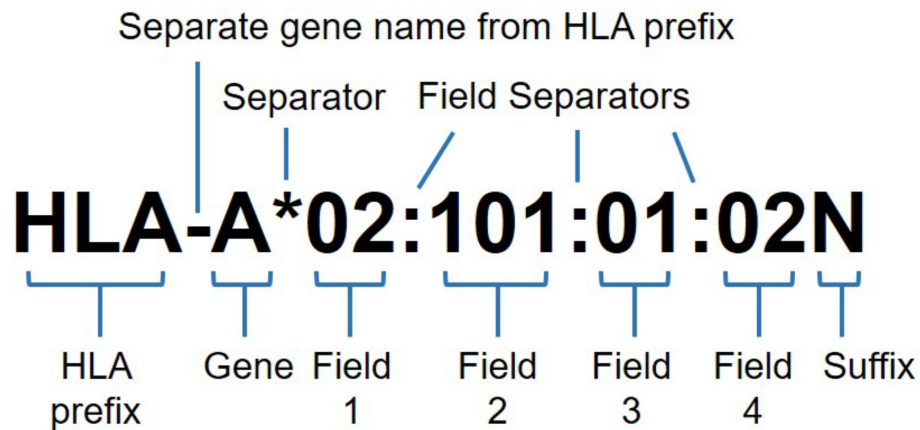 Separate gene name from HLA prefix
Separator Field Separators
HLA-A*02:101:01:02N
HLA Gene Field Field Field Field Suffix
prefix 1 2 3 4